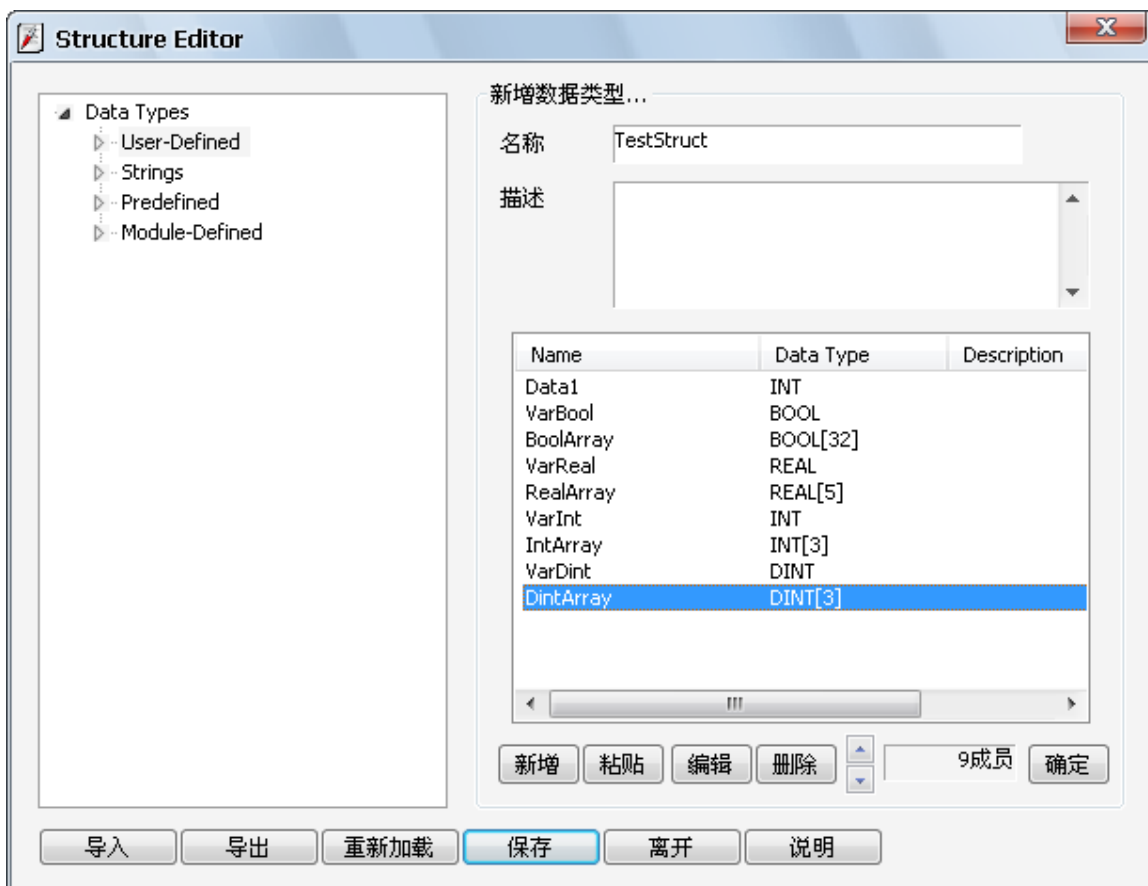 Structure Editor
Data Types
User-Defined
Strings
Predefined
Module-Defined
新增数据类型...
名称 TestStruct
描述
Name Data Type Description
Data1 INT
VarBool BOOL
BoolArray BOOL[32]
VarReal REAL
RealArray REAL[5]
VarInt INT
IntArray INT[3]
VarDint DINT
DintArray DINT[3]
新增 粘贴 编辑 删除 9成员 确定
导入 导出 重新加载 保存 离开 说明